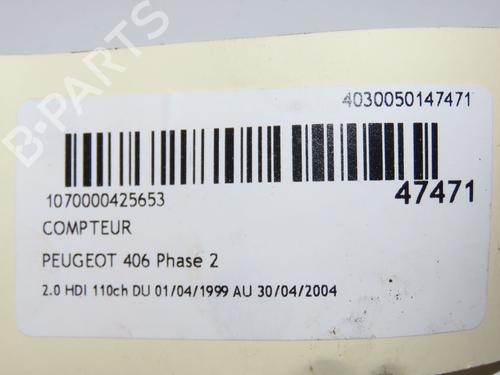 B-PARTS
4030050147471
1070000425653
47471
COMPTEUR
PEUGEOT 406 Phase 2
2.0 HDI 110ch DU 01/04/1999 AU 30/04/2004